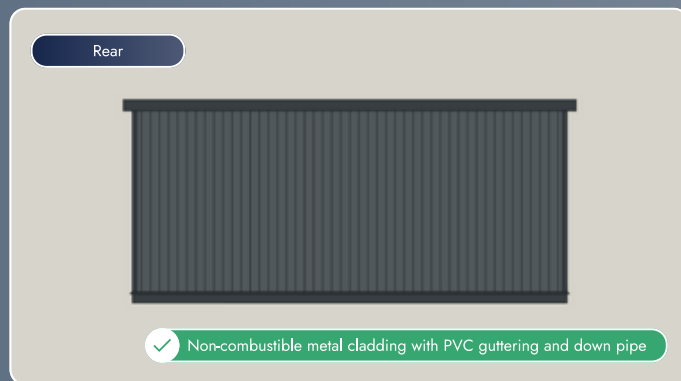 Rear
Non-combustible metal cladding with PVC guttering and down pipe